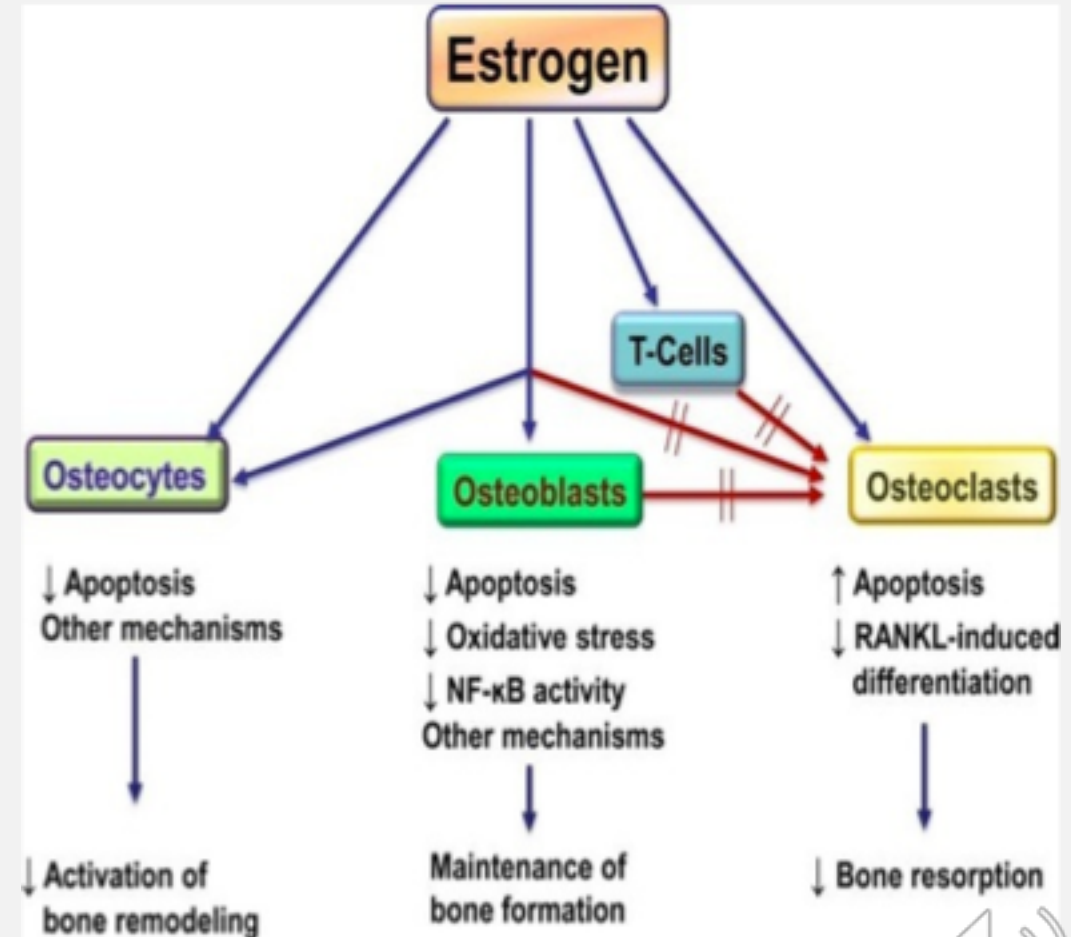 Estrogen
T-Cells
Osteocytes
Osteoblasts
Osteoclasts
↓ Apoptosis
Other mechanisms
↓ Activation of
bone remodeling
↓ Apoptosis
↓ Oxidative stress
↓ NF-κB activity
Other mechanisms
Maintenance of
bone formation
↑ Apoptosis
↓ RANKL-induced
differentiation
↓ Bone resorption